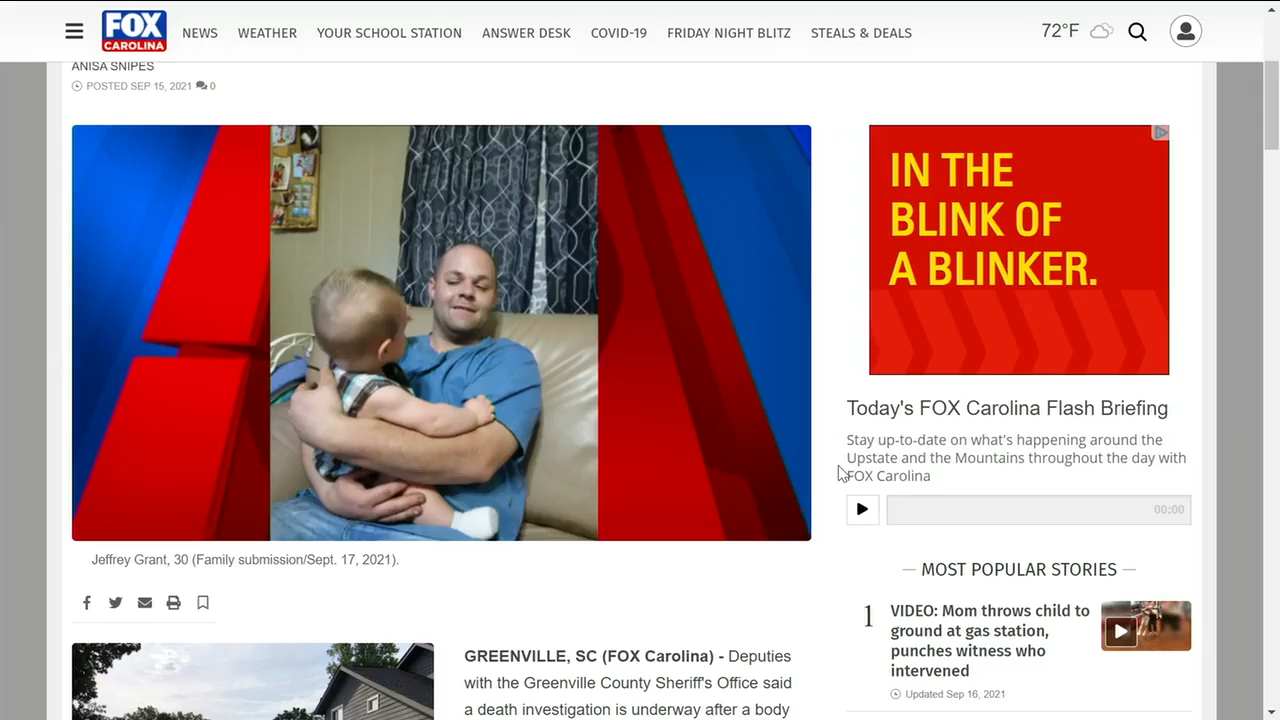 FOX
CAROLINA
NEWS
WEATHER
YOUR SCHOOL STATION
ANSWER DESK
COVID-19
FRIDAY NIGHT BLITZ
STEALS & DEALS
72°F
ANISA SNIPES
POSTED SEP 15, 2021 0
IN THE
BLINK OF
A BLINKER.
Today's FOX Carolina Flash Briefing
Stay up-to-date on what's happening around the
Upstate and the Mountains throughout the day with
FOX Carolina
00:00
Jeffrey Grant, 30 (Family submission/Sept. 17, 2021).
MOST POPULAR STORIES
1
VIDEO: Mom throws child to
ground at gas station,
punches witness who
intervened
Updated Sep 16, 2021
GREENVILLE, SC (FOX Carolina) - Deputies
with the Greenville County Sheriff's Office said
a death investigation is underway after a body